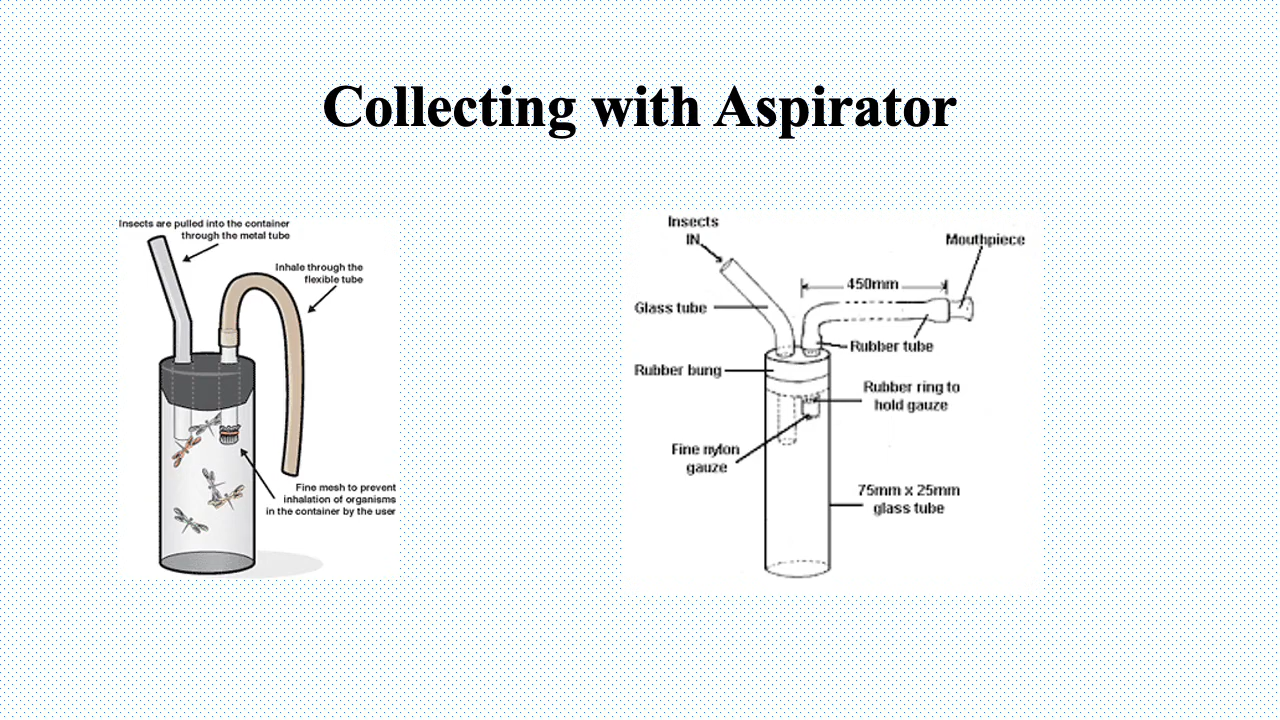 Collecting with Aspirator
Insects are pulled into the container
through the metal tube
Inhale through the
flexible tube
Fine mesh to prevent
inhalation of organisms
in the container by the user
Insects
IN
Mouthpiece
450mm
Glass tube
Rubber tube
Rubber bung
Rubber ring to
hold gauze
Fine nylon
gauze
75mm x 25mm
glass tube